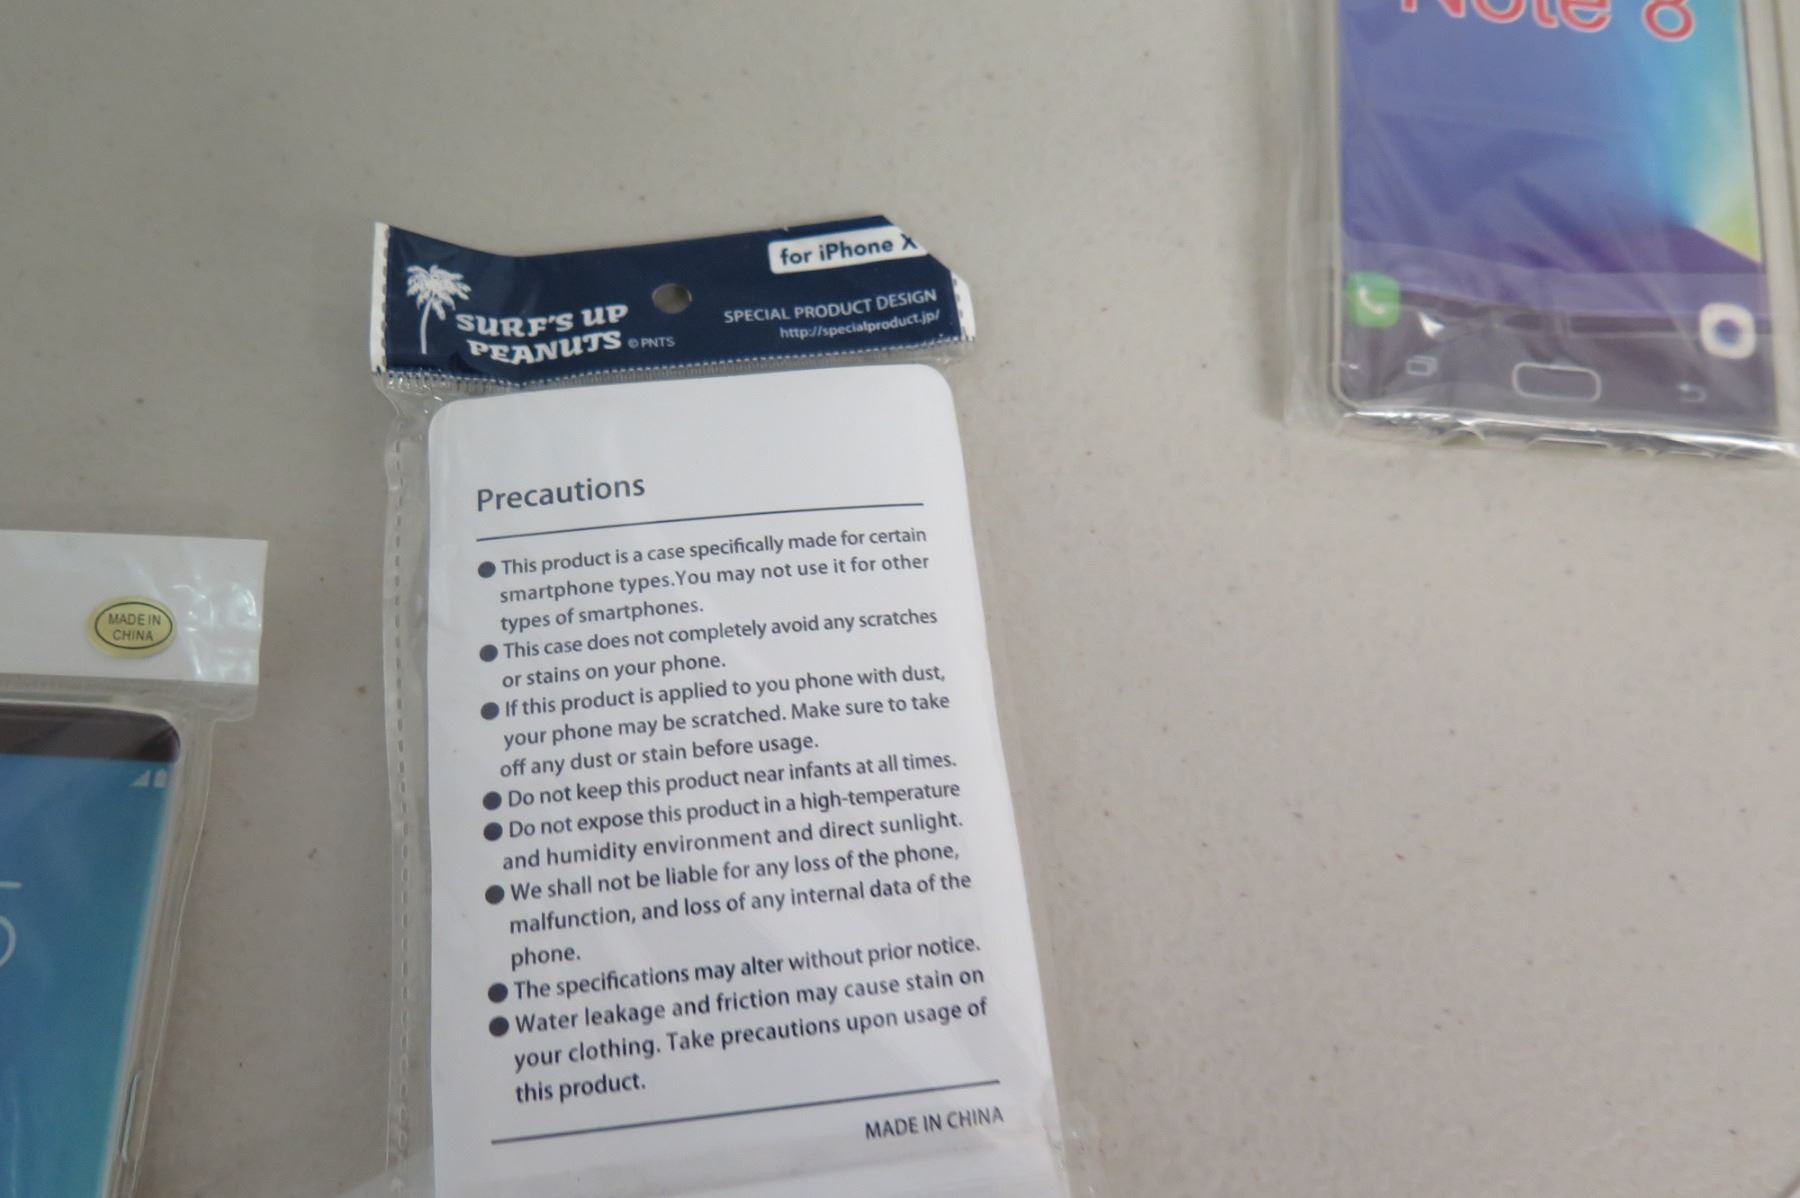 Note 8
for iPhone X
SURF'S UP
PEANUTS © PNTS
SPECIAL PRODUCT DESIGN
http://specialproduct.jp/
Precautions
● This product is a case specifically made for certain
smartphone types.You may not use it for other
types of smartphones.
● This case does not completely avoid any scratches
or stains on your phone.
● If this product is applied to you phone with dust,
your phone may be scratched. Make sure to take
off any dust or stain before usage.
● Do not keep this product near infants at all times.
● Do not expose this product in a high-temperature
and humidity environment and direct sunlight.
● We shall not be liable for any loss of the phone,
malfunction, and loss of any internal data of the
phone.
● The specifications may alter without prior notice.
● Water leakage and friction may cause stain on
your clothing. Take precautions upon usage of
this product.
MADE IN CHINA
MADE IN
CHINA